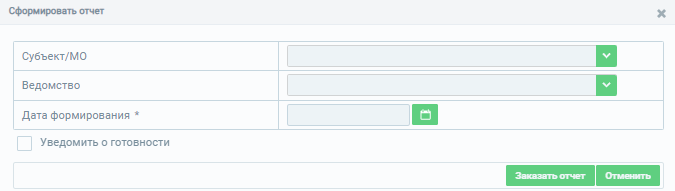 Сформировать отчет
Субъект/МО
Ведомство
Дата формирования *
Уведомить о готовности
Заказать отчет Отменить